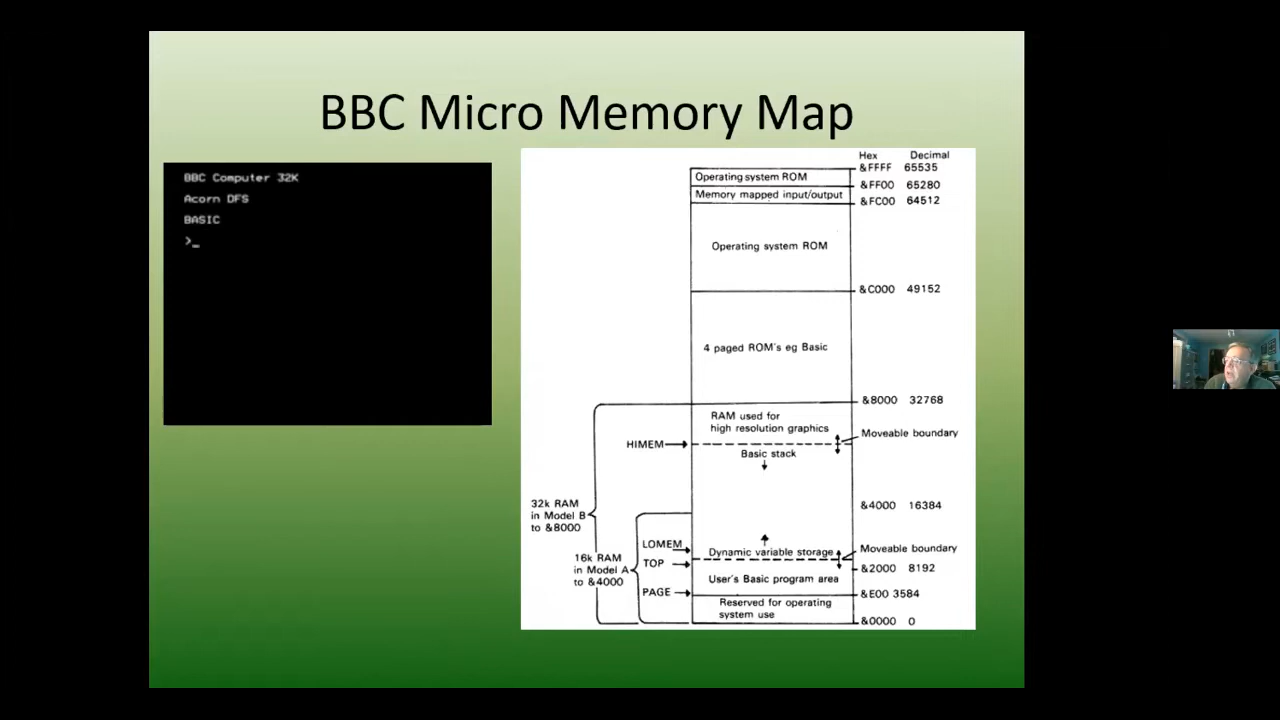 BBC Micro Memory Map
BBC Computer 32K
Acorn DFS
BASIC
>_
Hex Decimal
&FFFF 65535
Operating system ROM
&FF00 65280
Memory mapped input/output
&FC00 64512
Operating system ROM
&C000 49152
4 paged ROM's eg Basic
&8000 32768
RAM used for
high resolution graphics
Moveable boundary
HIMEM
Basic stack
32k RAM
in Model B
to &8000
&4000 16384
16k RAM
in Model A
to &4000
LOMEM
Dynamic variable storage
Moveable boundary
TOP
&2000 8192
User's Basic program area
PAGE
&E00 3584
Reserved for operating
system use
&0000 0